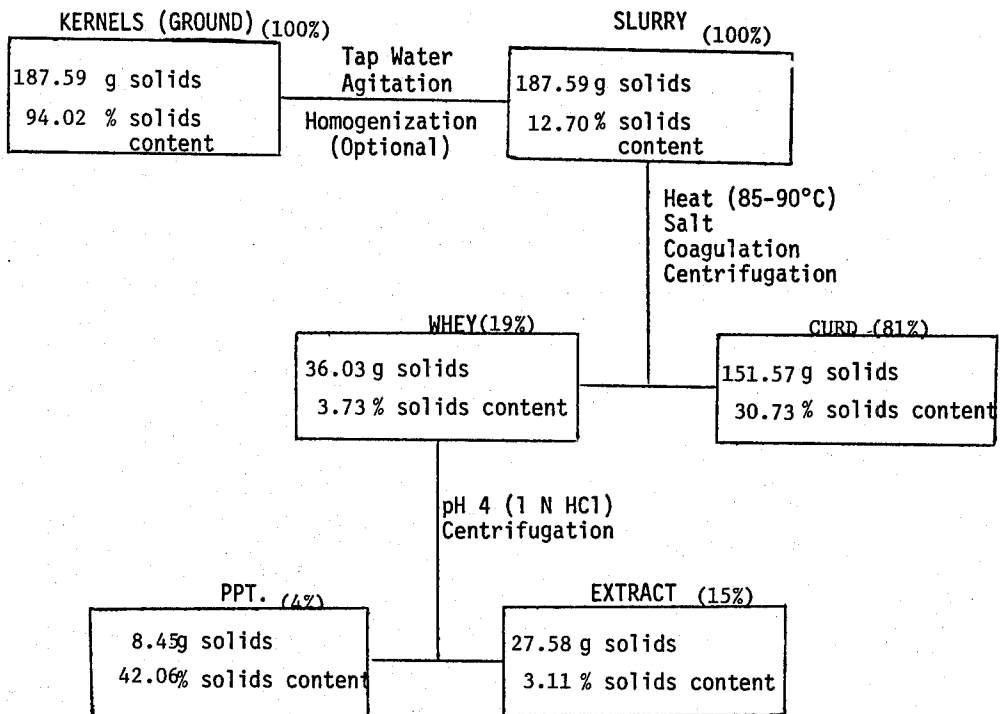 KERNELS (GROUND) (100%)
187.59 g solids
94.02 % solids
content
Tap Water
Agitation
Homogenization
(Optional)
SLURRY (100%)
187.59 g solids
12.70 % solids
content
Heat (85-90°C)
Salt
Coagulation
Centrifugation
WHEY (19%)
36.03 g solids
3.73 % solids content
CURD (81%)
151.57 g solids
30.73 % solids content
pH 4 (1 N HCl)
Centrifugation
PPT. (4%)
8.45g solids
42.06% solids content
EXTRACT (15%)
27.58 g solids
3.11 % solids content